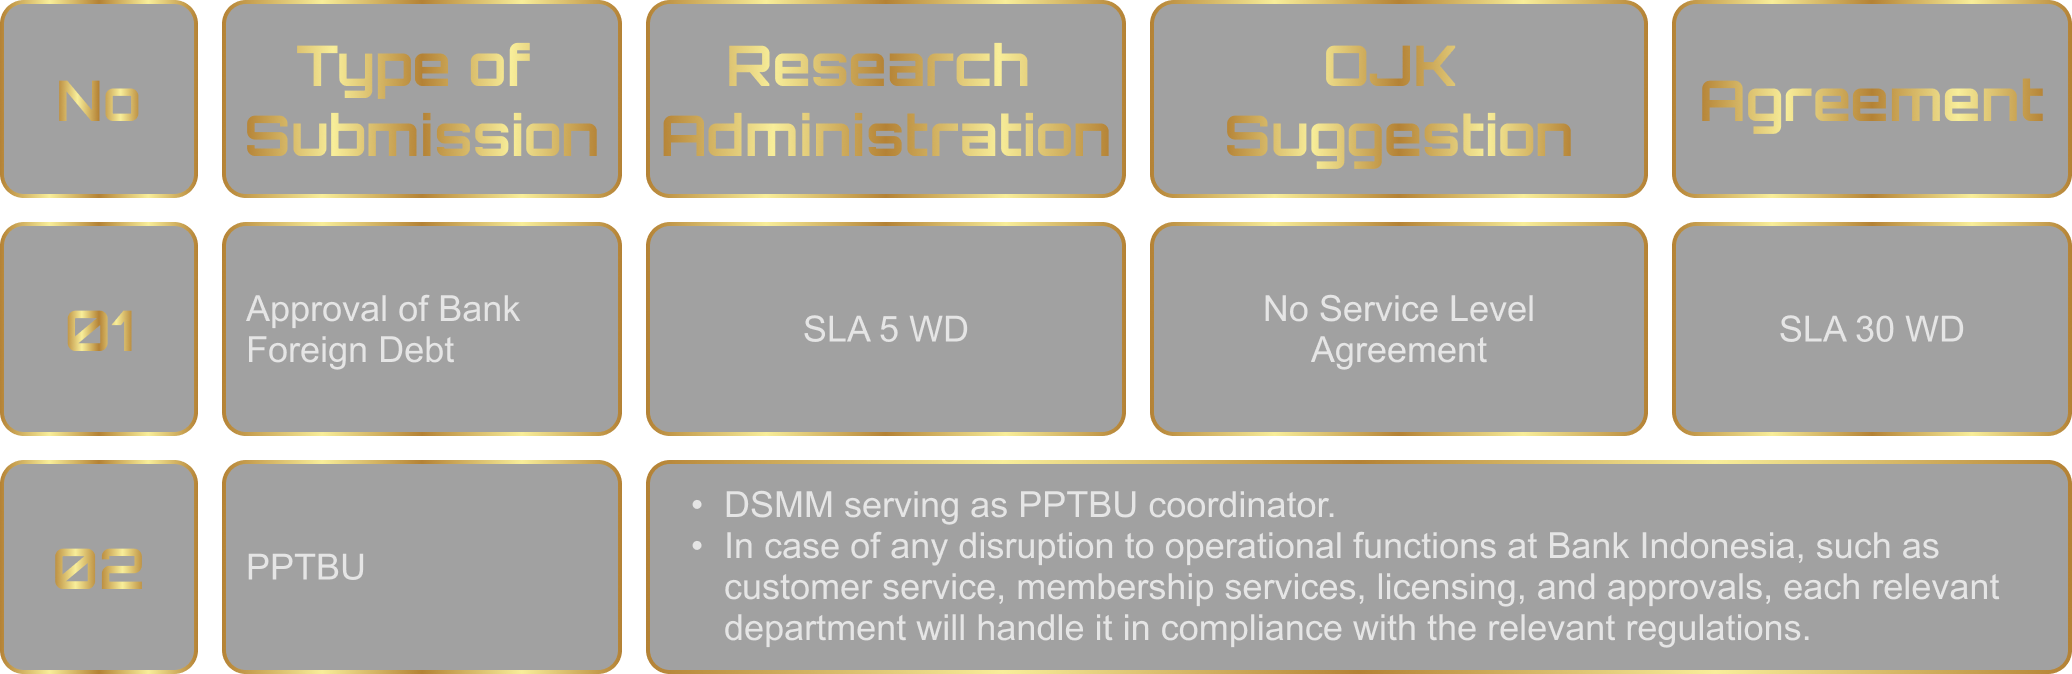 No
Type of
Submission
Research
Administration
OJK
Suggestion
Agreement
01
Approval of Bank
Foreign Debt
SLA 5 WD
No Service Level
Agreement
SLA 30 WD
02
PPTBU
• DSMM serving as PPTBU coordinator.
• In case of any disruption to operational functions at Bank Indonesia, such as
customer service, membership services, licensing, and approvals, each relevant
department will handle it in compliance with the relevant regulations.